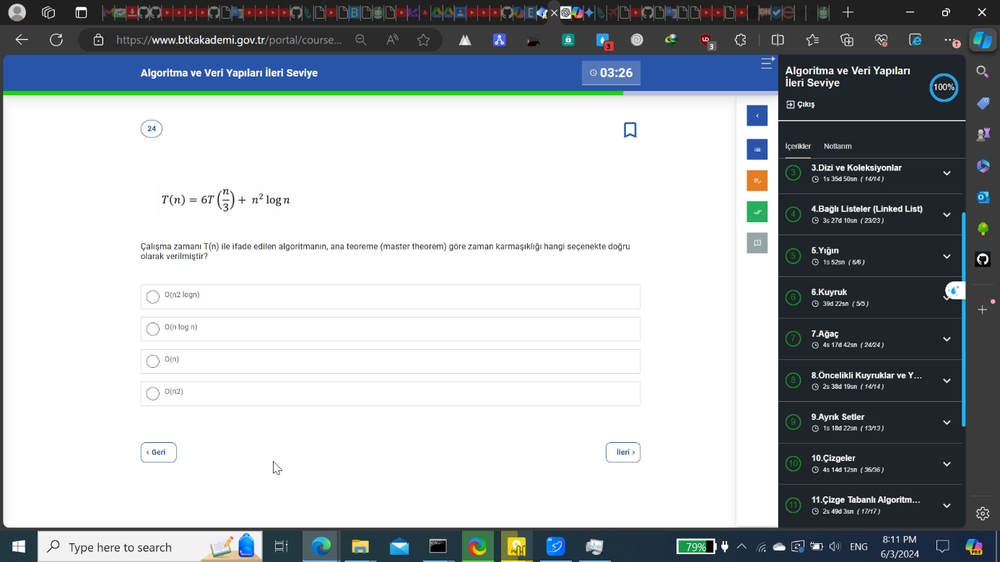 https://www.btkakademi.gov.tr/portal/course...
3
3
Algoritma ve Veri Yapıları İleri Seviye
03:26
24
T(n) = 6T(n/3) + n² log n
Çalışma zamanı T(n) ile ifade edilen algoritmanın, ana teoreme (master theorem) göre zaman karmaşıklığı hangi seçenekte doğru
olarak verilmiştir?
O(n2 logn)
O(n log n)
O(n)
O(n2)
‹ Geri
İleri ›
Algoritma ve Veri Yapıları
İleri Seviye
100%
Çıkış
İçerikler Notlarım
3 3.Dizi ve Koleksiyonlar
1s 35d 50sn ( 14/14 )
4 4.Bağlı Listeler (Linked List)
3s 27d 10sn ( 23/23 )
5 5.Yığın
1s 52sn ( 6/6 )
6 6.Kuyruk
39d 22sn ( 5/5 )
7 7.Ağaç
4s 17d 42sn ( 24/24 )
8 8.Öncelikli Kuyruklar ve Y...
2s 38d 19sn ( 14/14 )
9 9.Ayrık Setler
1s 18d 22sn ( 13/13 )
10 10.Çizgeler
4s 14d 12sn ( 36/36 )
11 11.Çizge Tabanlı Algoritm...
2s 49d 3sn ( 17/17 )
Type here to search
79%
ENG
8:11 PM
6/3/2024
PRE